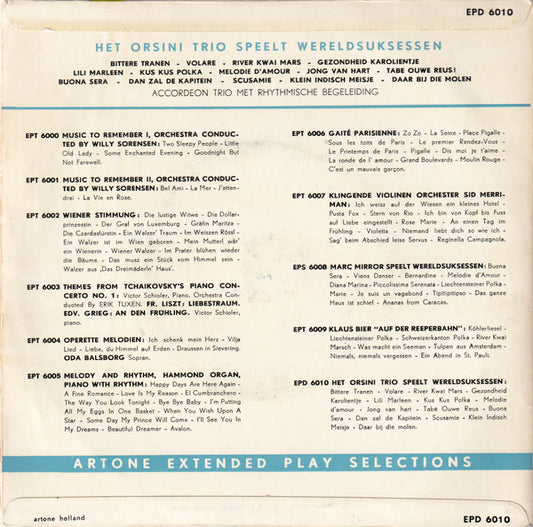 EPD 6010
HET ORSINI TRIO SPEELT WERELDSUKSESSEN
BITTERE TRANEN - VOLARE - RIVER KWAI MARS - GEZONDHEID KAROLIENTJE
LILI MARLEEN - KUS KUS POLKA - MELODIE D'AMOUR - JONG VAN HART - TABE OUWE REUS!
BUONA SERA - DAN ZAL DE KAPITEIN - SCUSAMIE - KLEIN INDISCH MEISJE - DAAR BIJ DE MOLEN
ACCORDEON TRIO MET RHYTHMISCHE BEGELEIDING
EPT 6000 MUSIC TO REMEMBER I, ORCHESTRA CONDUC-
TED BY WILLY SORENSEN: Two Sleepy People - Little
Old Lady - Some Enchanted Evening - Goodnight But
Not Farewell.
EPT 6001 MUSIC TO REMEMBER II, ORCHESTRA CONDUC-
TED BY WILLY SORENSEN: Bel Ami - La Mer - J'atten-
drai - La Vie en Rose.
EPT 6002 WIENER STIMMUNG: Die lustige Witwe - Die Dollar-
prinzessin - Der Graf von Luxemburg - Gräfin Maritza -
Die Czardasfürstin - Ein Walzer Traum - Im Weiszen Rössl -
Ein Walzer ist im Wien geboren - Mein Mutterl wär'
ein Wienerin - Wiener Walzer - Im Prater blühen wieder
die Bäume - Das muss ein Stück vom Himmel sein -
Walzer aus „Das Dreimäderln' Haus'.
EPT 6003 THEMES FROM TCHAIKOVSKY'S PIANO CON-
CERTO NO. 1: Victor Schioler, Piano. Orchestra Con-
ducted By ERIK TUXEN. FR. LISZT: LIEBESTRAUM,
EDV. GRIEG: AN DEN FRÜHLING. Victor Schioler,
piano.
EPT 6004 OPERETTE MELODIEN: Ich schenk mein Herz - Vilja
Lied - Liebe, du Himmel auf Erden - Draussen in Sievering.
ODA BALSBORG Sopran.
EPT 6005 MELODY AND RHYTHM, HAMMOND ORGAN,
PIANO WITH RHYTHM: Happy Days Are Here Again -
A Fine Romance - Love Is My Reason - El Cumbranchero -
The Way You Look Tonight - Bye Bye Baby - I'm Putting
All My Eggs In One Basket - When You Wish Upon A
Star - Some Day My Prince Will Come - I'll See You In
My Dreams - Beautiful Dreamer - Avalon.
EPT 6006 GAITÉ PARISIENNE: Zo Zo - La Seine - Place Pigalle -
Sous les toits de Paris - Le premier Rendez-Vous -
Le Printemps de Paris - Pigalle - Dis moi je t'aime -
La ronde de l' amour - Grand Boulevards - Moulin Rouge -
C'est un mauvais garçon.
EPT 6007 KLINGENDE VIOLINEN ORCHESTER SID MERRI-
MAN: Ich weisz auf der Wiesen ein kleines Hotel -
Pusta Fox - Stern von Rio - Ich bin von Kopf bis Fuss
auf Liebe eingestellt - Rose Marie - An einen Tag im
Frühling - Violetta - Niemand liebt dich so wie ich -
Sag' beim Abschied leise Servus - Reginella Campagnola.
EPS 6008 MARC MIRROR SPEELT WERELDSUKSESSEN: Buona
Sera - Viens Denser - Bernardine - Melodie d'Amour -
Diana Marina - Piccolissima Serenata - Liechtensteiner Polka-
Marie - Je suis un vagabond - Tipitipitipso - Das ganze
Haus ist schief - Ananas from Caracas.
EPT 6009 KLAUS BIER "AUF DER REEPERBAHN": Köhlerliesel -
Liechtensteiner Polka - Schwetzerkanton Polka - River Kwai
Marsch - Was macht ein Seeman - Tulpen aus Amsterdam -
Niemals, niemals vergessen - Ein Abend in St. Pauli.
EPD 6010 HET ORSINI TRIO SPEELT WERELDSUKSESSEN:
Bittere Tranen - Volare - River Kwai Mars - Gezondheid
Karolientje - Lili Marleen - Kus Kus Polka - Melodie
d'amour - Jong van hart - Tabé Ouwe Reus - Buona
Sera - Dan zal de Kapitein - Scusamie - Klein Indisch
Meisje - Daar bij die molen.
ARTONE EXTENDED PLAY SELECTIONS
artone holland
EPD 6010